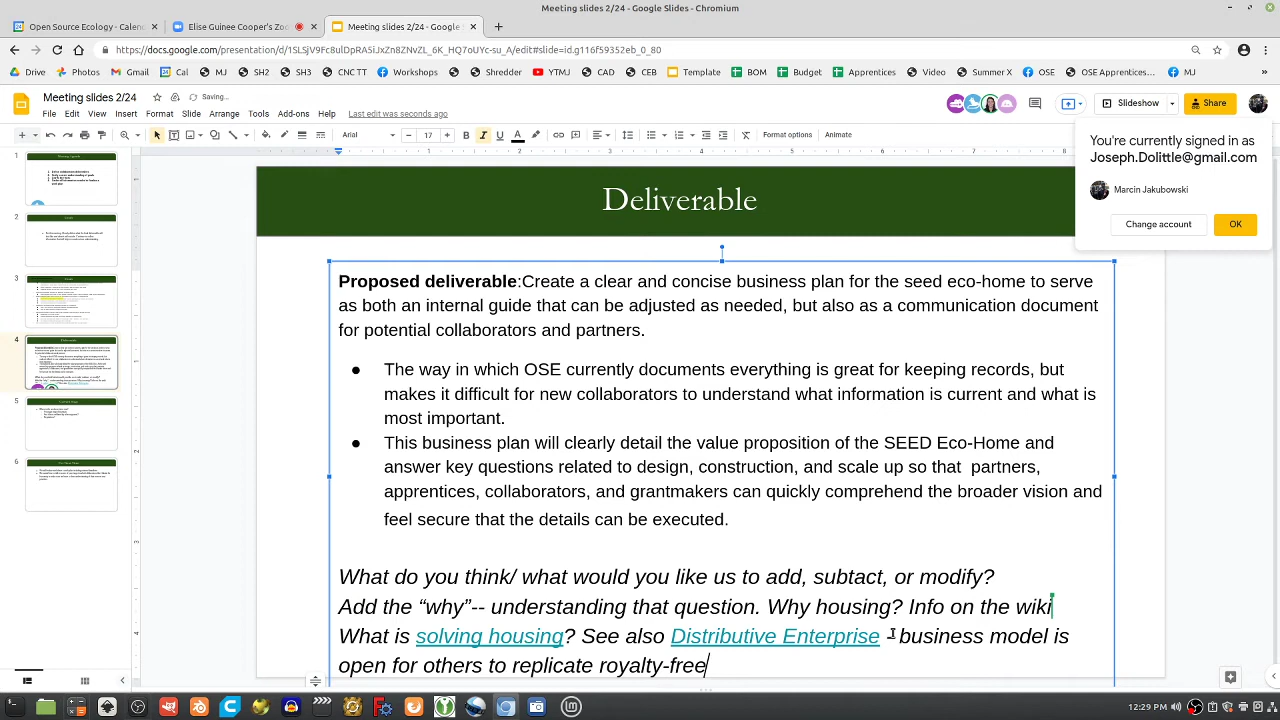 Meeting slides 2/24 - Google Slides - Chromium
Open Source Ecology - Calen
Elise Gunner Cooper's Zo
Meeting slides 2/24 - Google
https://docs.google.com/presentation/d/1SLSjV9Fc8ulDpRA5iJxZn8ZNvZL_6K_HQ7oUYc-su_A/edit#slide=id.g116f59352eb_0_80
Drive Photos Gmail Cal MJ SH2 SH3 CNC TT Workshops Shredder YTMJ CAD CEB Template BOM Budget Apprentices Video Summer X OSE OSE Apprentices... MJ »
Meeting slides 2/24 Saving...
File Edit View Insert Format Slide Arrange Tools Add-ons Help Last edit was seconds ago
Slideshow Share
Arial 17 B I U A Format options Animate
You're currently signed in as
Joseph.Dolittle@gmail.com
Marcin Jakubowski
Change account OK
1
2
3
4
5
6
Deliverable
Proposed :Create a clear and concise business plan for the seed eco-home to serve
as both an internal guide that can be adjusted as needed, but also as a communication document
for potential collaborators and partners.
● The way in which OSE currently documents everything is great for keeping records, but
makes it difficult for new collaborators to understand what information is current and what is
most important.
● This business plan will clearly detail the value proposition of the SEED Eco-Home and
related to design, construction, and scale up so that partners,
apprentices, collaborators, and grantmakers can quickly comprehend the broader vision and
feel secure that the details can be executed.
What do you think/ what would you like us to add, subtact, or modify?
Add the “why”-- understanding that question. Why housing? Info on the wiki
What is solving housing? See also Distributive Enterprise - business model is
open for others to replicate royalty-free
12:29 PM